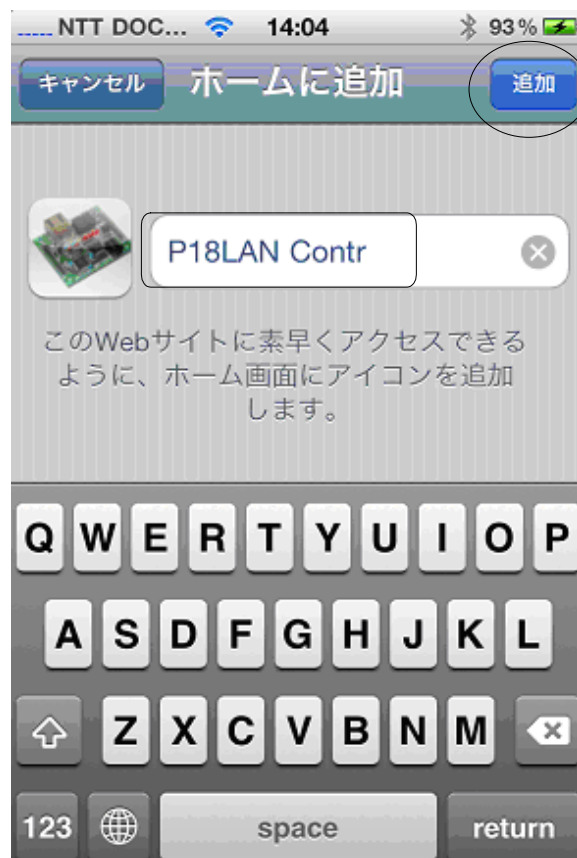 NTT DOC... 14:04 93%
キャンセル ホームに追加 追加
P18LAN Contr
このWebサイトに素早くアクセスできる
ように、ホーム画面にアイコンを追加
します。
Q W E R T Y U I O P
A S D F G H J K L
Z X C V B N M
123 space return